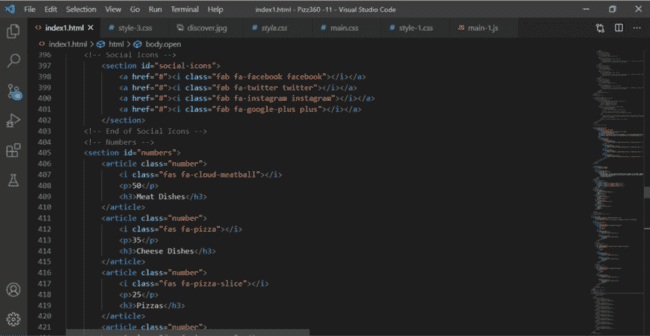 File Edit Selection View Go Run Terminal Help
index1.html - Pizz360 -11 - Visual Studio Code
index1.html style-3.css discover.jpg style.css main.css style-1.css main-1.js
index1.html > html > body.open
396 <!-- Social Icons -->
397 <section id="social-icons">
398 <a href="#"><i class="fab fa-facebook facebook"></i></a>
399 <a href="#"><i class="fab fa-twitter twitter"></i></a>
400 <a href="#"><i class="fab fa-instagram instagram"></i></a>
401 <a href="#"><i class="fab fa-google-plus plus"></i></a>
402 </section>
403 <!-- End of Social Icons -->
404 <!-- Numbers -->
405 <section id="numbers">
406 <article class="number">
407 <i class="fas fa-cloud-meatball"></i>
408 <p>50</p>
409 <h3>Meat Dishes</h3>
410 </article>
411 <article class="number">
412 <i class="fas fa-pizza"></i>
413 <p>35</p>
414 <h3>Cheese Dishes</h3>
415 </article>
416 <article class="number">
417 <i class="fas fa-pizza-slice"></i>
418 <p>25</p>
419 <h3>Pizzas</h3>
420 </article>
421 <article class="number">